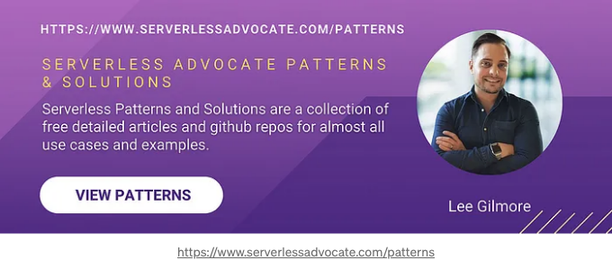 HTTPS://WWW.SERVERLESSADVOCATE.COM/PATTERNS
SERVERLESS ADVOCATE PATTERNS
& SOLUTIONS
Serverless Patterns and Solutions are a collection of
free detailed articles and github repos for almost all
use cases and examples.
VIEW PATTERNS
Lee Gilmore
https://www.serverlessadvocate.com/patterns